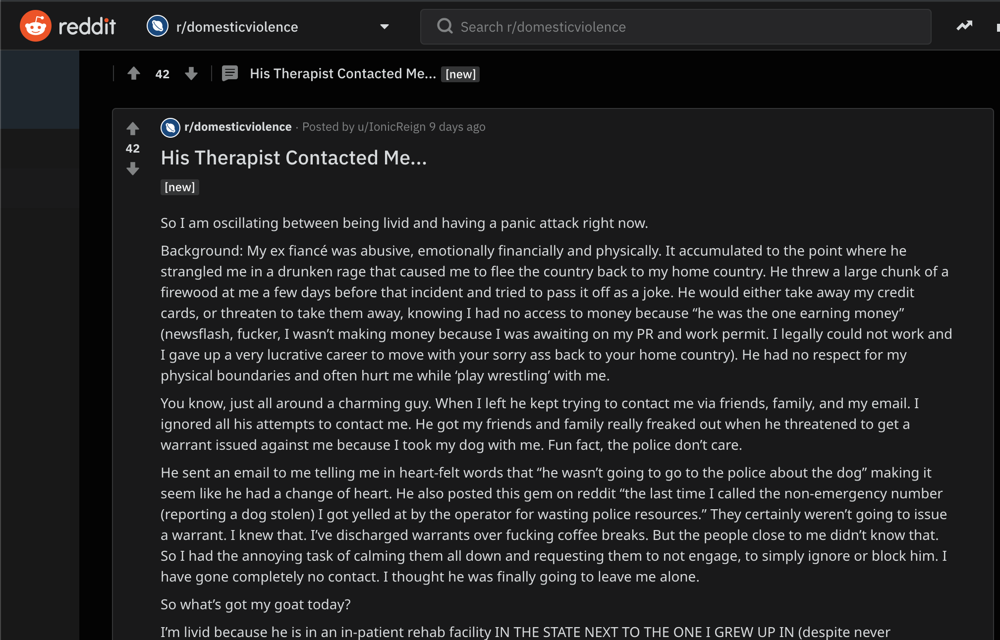 reddit
r/domesticviolence
Search r/domesticviolence
42
His Therapist Contacted Me...
[new]
r/domesticviolence · Posted by u/IonicReign 9 days ago
42
His Therapist Contacted Me...
[new]
So I am oscillating between being livid and having a panic attack right now.
Background: My ex fiancé was abusive, emotionally financially and physically. It accumulated to the point where he
strangled me in a drunken rage that caused me to flee the country back to my home country. He threw a large chunk of a
firewood at me a few days before that incident and tried to pass it off as a joke. He would either take away my credit
cards, or threaten to take them away, knowing I had no access to money because “he was the one earning money”
(newsflash, fucker, I wasn’t making money because I was awaiting on my PR and work permit. I legally could not work and
I gave up a very lucrative career to move with your sorry ass back to your home country). He had no respect for my
physical boundaries and often hurt me while ‘play wrestling’ with me.
You know, just all around a charming guy. When I left he kept trying to contact me via friends, family, and my email. I
ignored all his attempts to contact me. He got my friends and family really freaked out when he threatened to get a
warrant issued against me because I took my dog with me. Fun fact, the police don’t care.
He sent an email to me telling me in heart-felt words that “he wasn’t going to go to the police about the dog” making it
seem like he had a change of heart. He also posted this gem on reddit “the last time I called the non-emergency number
(reporting a dog stolen) I got yelled at by the operator for wasting police resources.” They certainly weren’t going to issue
a warrant. I knew that. I’ve discharged warrants over fucking coffee breaks. But the people close to me didn’t know that.
So I had the annoying task of calming them all down and requesting them to not engage, to simply ignore or block him. I
have gone completely no contact. I thought he was finally going to leave me alone.
So what’s got my goat today?
I’m livid because he is in an in-patient rehab facility IN THE STATE NEXT TO THE ONE I GREW UP IN (despite never